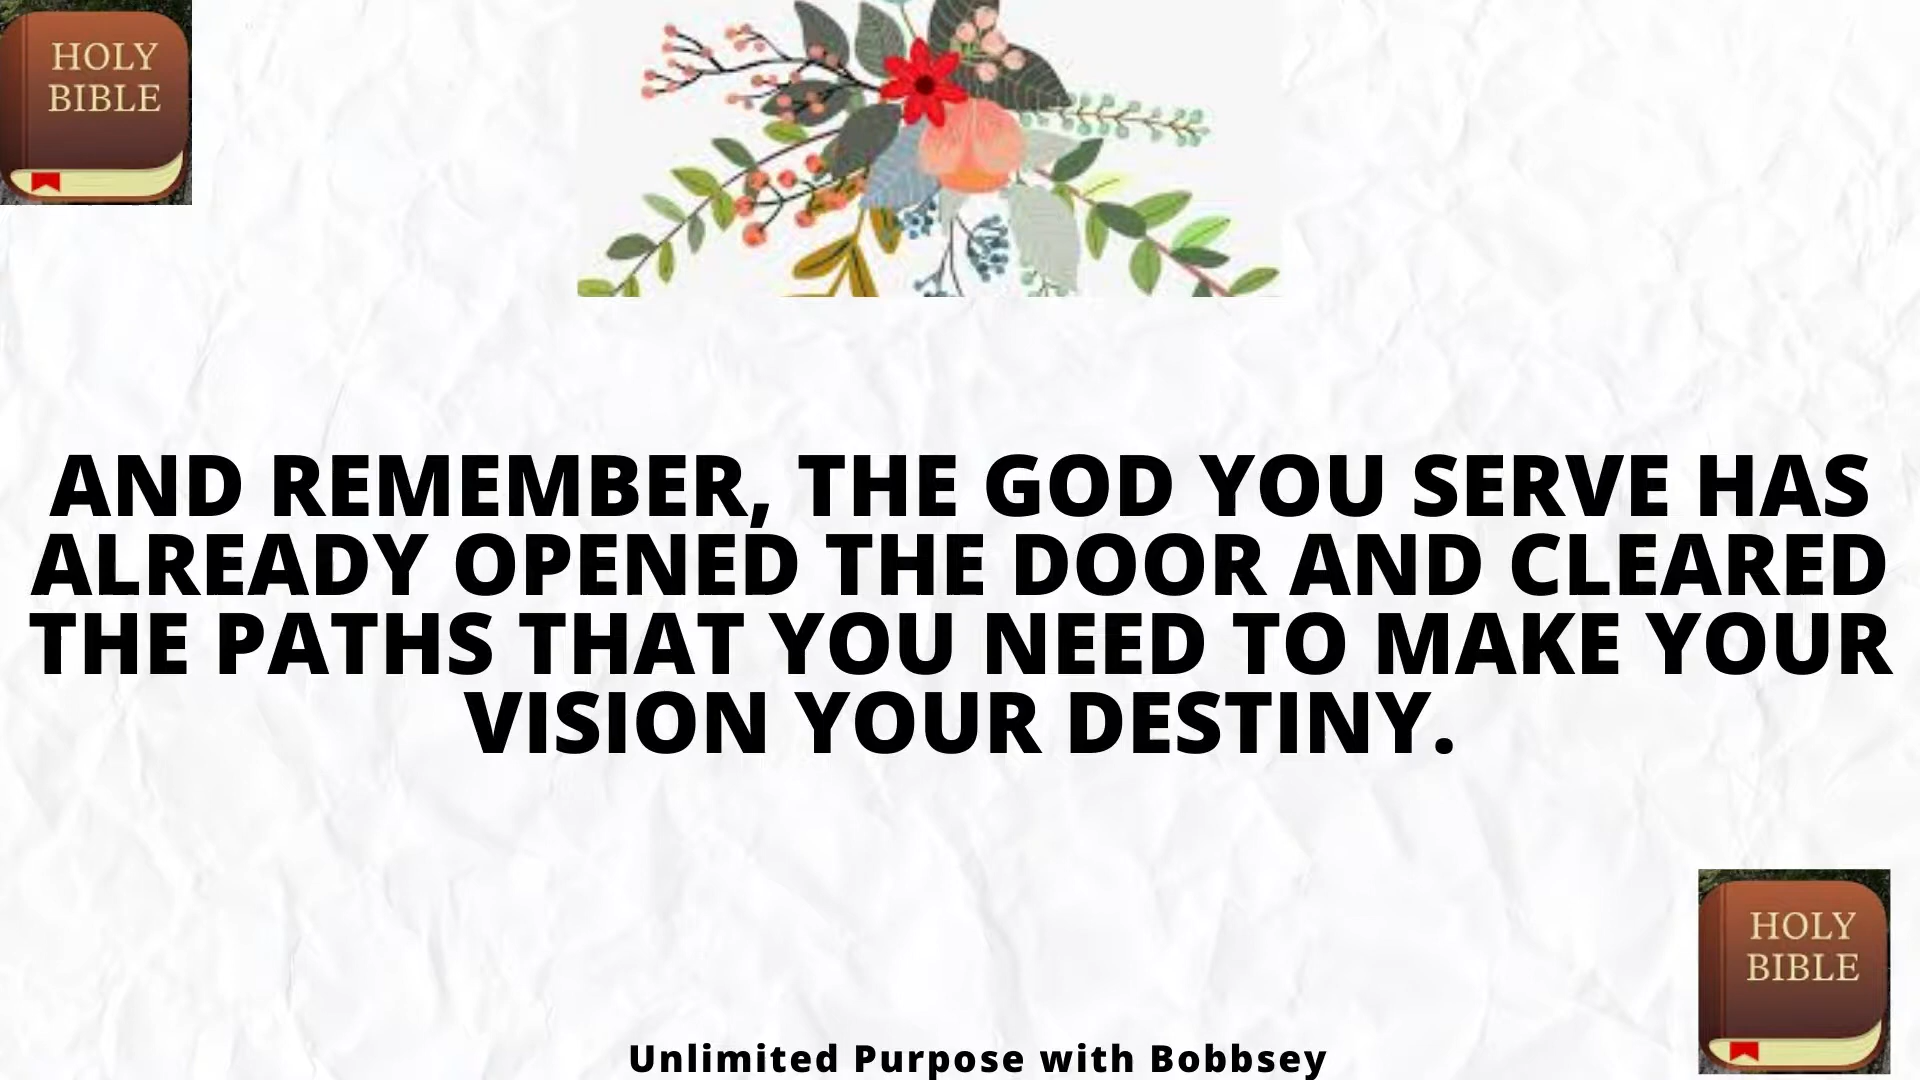 HOLY
BIBLE
AND REMEMBER, THE GOD YOU SERVE HAS
ALREADY OPENED THE DOOR AND CLEARED
THE PATHS THAT YOU NEED TO MAKE YOUR
VISION YOUR DESTINY.
HOLY
BIBLE
Unlimited Purpose with Bobbsey